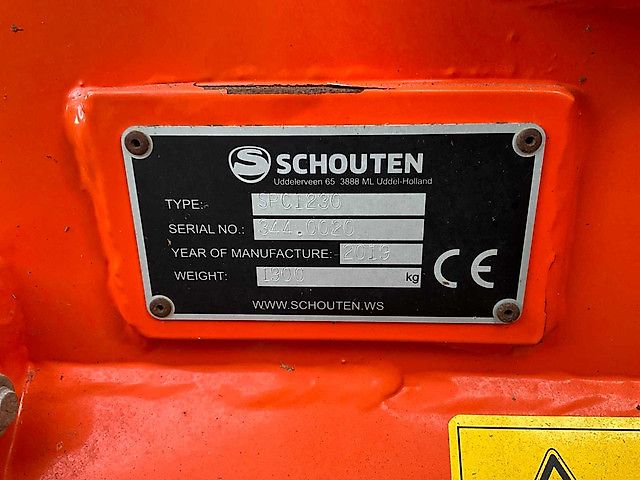 SCHOUTEN
Uddelerveen 65 3888 ML Uddel-Holland
TYPE: SPC1230
SERIAL NO.: 344.0020
YEAR OF MANUFACTURE: 2019
WEIGHT: 1300 kg
CE
WWW.SCHOUTEN.WS